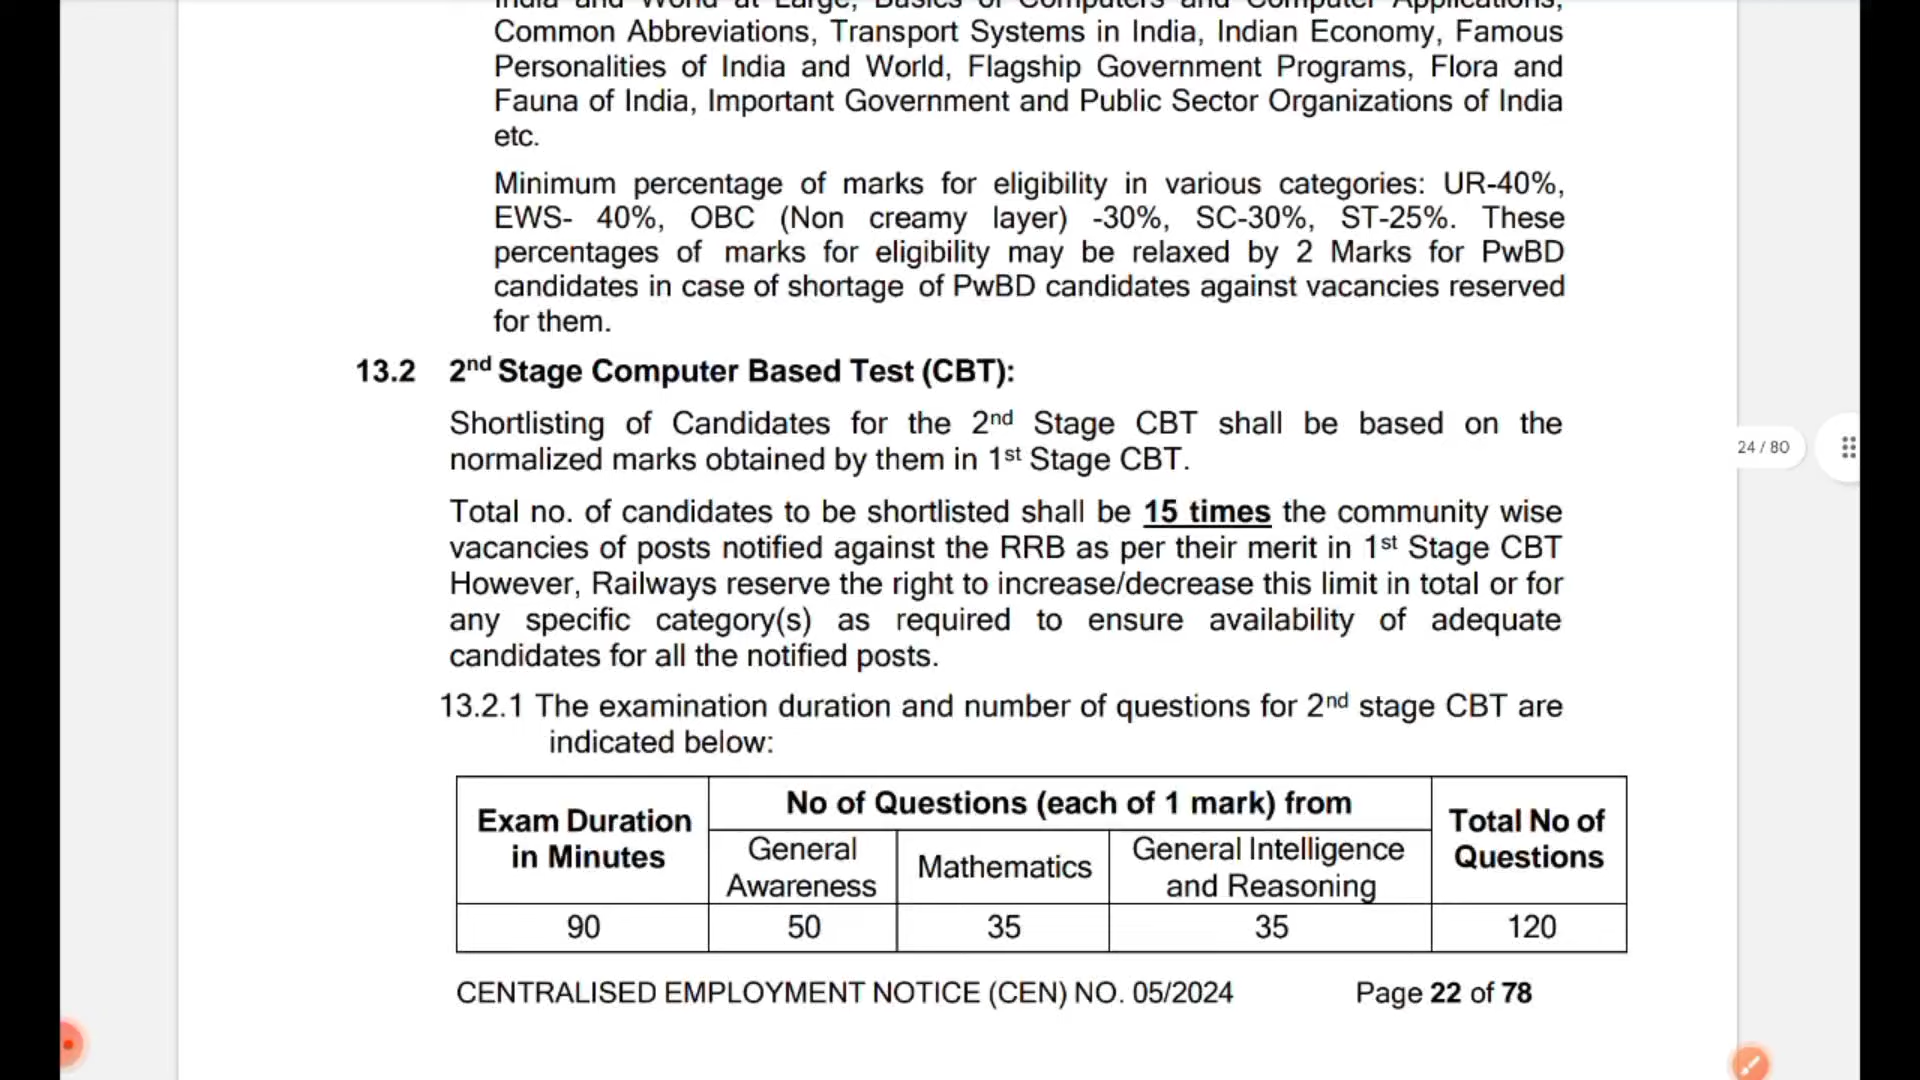 India and World at Large, Basics of Computers and Computer Applications,
Common Abbreviations, Transport Systems in India, Indian Economy, Famous
Personalities of India and World, Flagship Government Programs, Flora and
Fauna of India, Important Government and Public Sector Organizations of India
etc.
Minimum percentage of marks for eligibility in various categories: UR-40%,
EWS- 40%, OBC (Non creamy layer) -30%, SC-30%, ST-25%. These
percentages of marks for eligibility may be relaxed by 2 Marks for PwBD
candidates in case of shortage of PwBD candidates against vacancies reserved
for them.
13.2 2nd Stage Computer Based Test (CBT):
Shortlisting of Candidates for the 2nd Stage CBT shall be based on the
normalized marks obtained by them in 1st Stage CBT.
24 / 80
Total no. of candidates to be shortlisted shall be 15 times the community wise
vacancies of posts notified against the RRB as per their merit in 1st Stage CBT
However, Railways reserve the right to increase/decrease this limit in total or for
any specific category(s) as required to ensure availability of adequate
candidates for all the notified posts.
13.2.1 The examination duration and number of questions for 2nd stage CBT are
indicated below:
Exam Duration in Minutes
No of Questions (each of 1 mark) from
Total No of Questions
General Awareness
Mathematics
General Intelligence and Reasoning
90 50 35 35 120
CENTRALISED EMPLOYMENT NOTICE (CEN) NO. 05/2024 Page 22 of 78